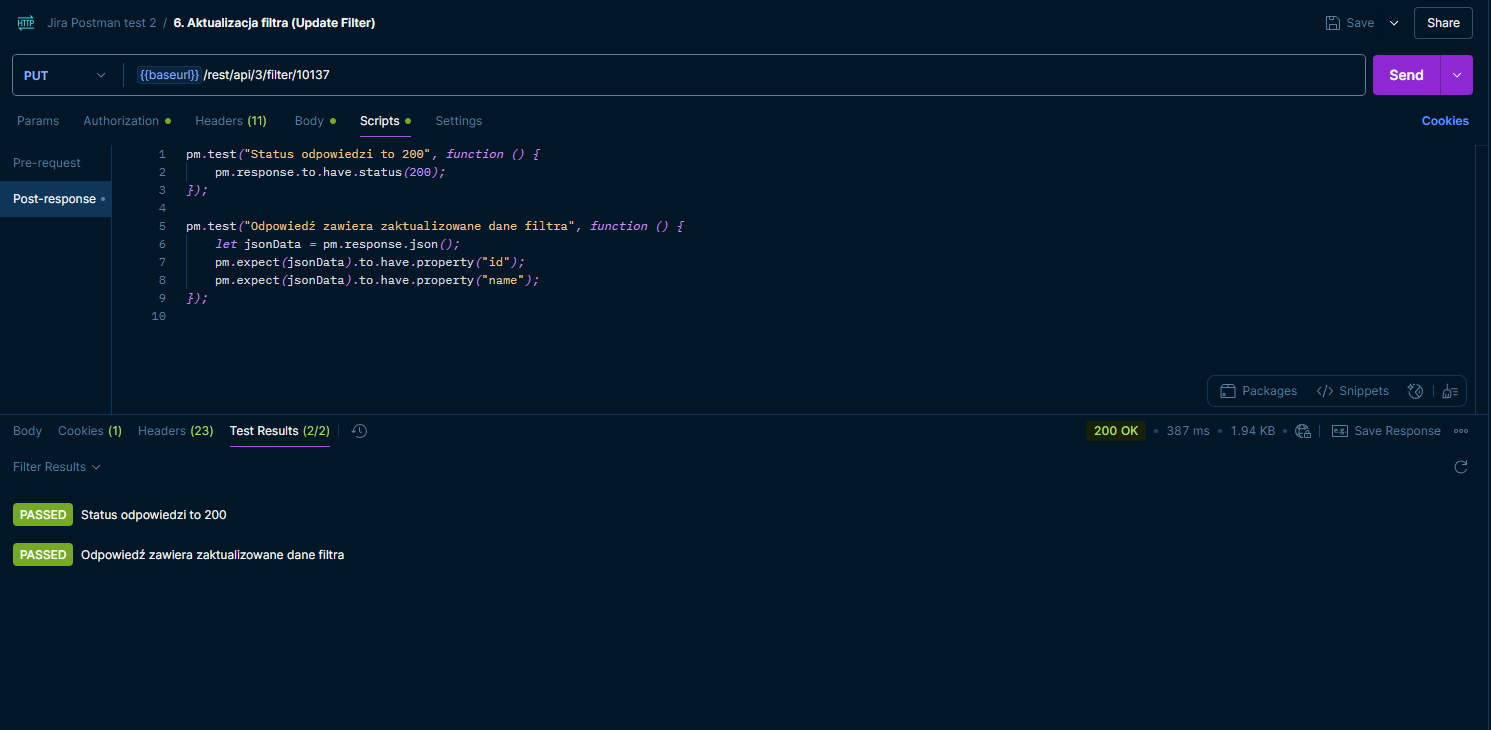 HTTP Jira Postman test 2 / 6. Aktualizacja filtra (Update Filter) Save Share
PUT {{baseurl}} /rest/api/3/filter/10137 Send
Params Authorization Headers (11) Body Scripts Settings Cookies
Pre-request
Post-response
1 pm.test("Status odpowiedzi to 200", function () {
2 pm.response.to.have.status(200);
3 });
4
5 pm.test("Odpowiedź zawiera zaktualizowane dane filtra", function () {
6 let jsonData = pm.response.json();
7 pm.expect(jsonData).to.have.property("id");
8 pm.expect(jsonData).to.have.property("name");
9 });
10
Packages </> Snippets
Body Cookies (1) Headers (23) Test Results (2/2) 200 OK • 387 ms • 1.94 KB • e.g. Save Response
Filter Results
PASSED Status odpowiedzi to 200
PASSED Odpowiedź zawiera zaktualizowane dane filtra